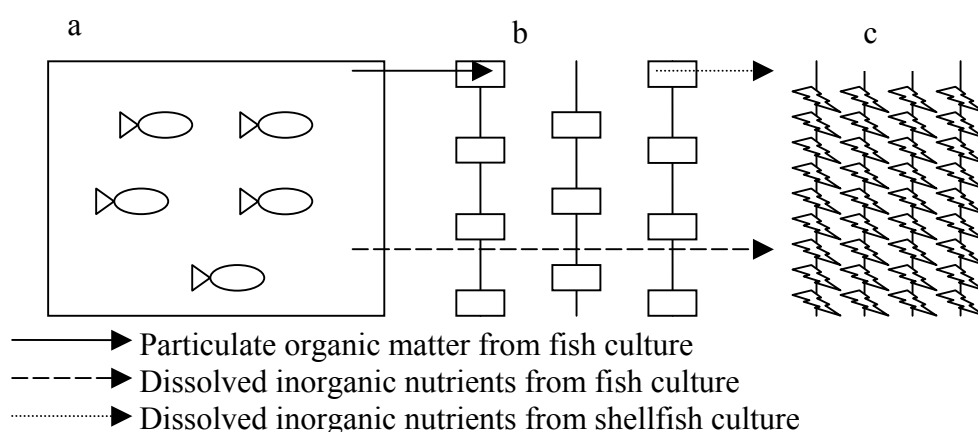 a b c
Particulate organic matter from fish culture
Dissolved inorganic nutrients from fish culture
Dissolved inorganic nutrients from shellfish culture